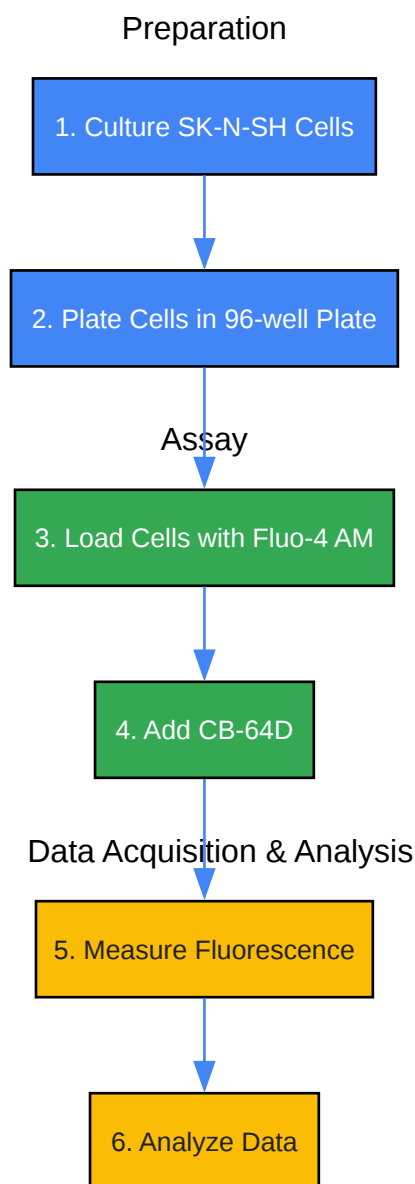 Preparation
1. Culture SK-N-SH Cells
2. Plate Cells in 96-well Plate
Assay
3. Load Cells with Fluo-4 AM
4. Add CB-64D
Data Acquisition & Analysis
5. Measure Fluorescence
6. Analyze Data